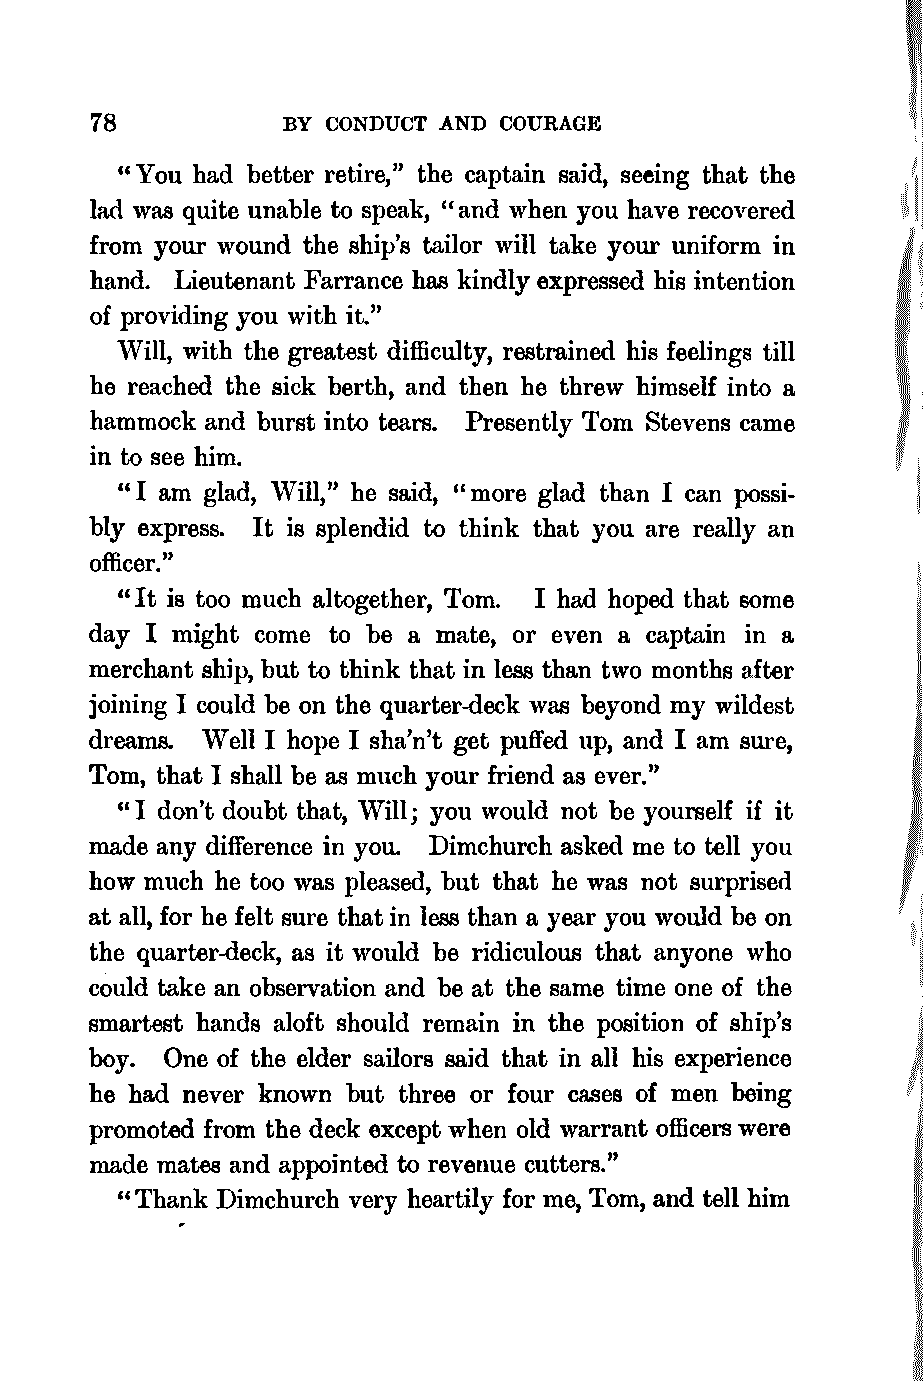 78 BY CONDUCT AND COURAGE
“You had better retire,” the captain said, seeing that the
lad was quite unable to speak, “and when you have recovered
from your wound the ship’s tailor will take your uniform in
hand. Lieutenant Farrance has kindly expressed his intention
of providing you with it.”
Will, with the greatest difficulty, restrained his feelings till
he reached the sick berth, and then he threw himself into a
hammock and burst into tears. Presently Tom Stevens came
in to see him.
“I am glad, Will,” he said, “more glad than I can possi-
bly express. It is splendid to think that you are really an
officer.”
“It is too much altogether, Tom. I had hoped that some
day I might come to be a mate, or even a captain in a
merchant ship, but to think that in less than two months after
joining I could be on the quarter-deck was beyond my wildest
dreams. Well I hope I sha’n’t get puffed up, and I am sure,
Tom, that I shall be as much your friend as ever.”
“I don’t doubt that, Will; you would not be yourself if it
made any difference in you. Dimchurch asked me to tell you
how much he too was pleased, but that he was not surprised
at all, for he felt sure that in less than a year you would be on
the quarter-deck, as it would be ridiculous that anyone who
could take an observation and be at the same time one of the
smartest hands aloft should remain in the position of ship’s
boy. One of the elder sailors said that in all his experience
he had never known but three or four cases of men being
promoted from the deck except when old warrant officers were
made mates and appointed to revenue cutters.”
“Thank Dimchurch very heartily for me, Tom, and tell him